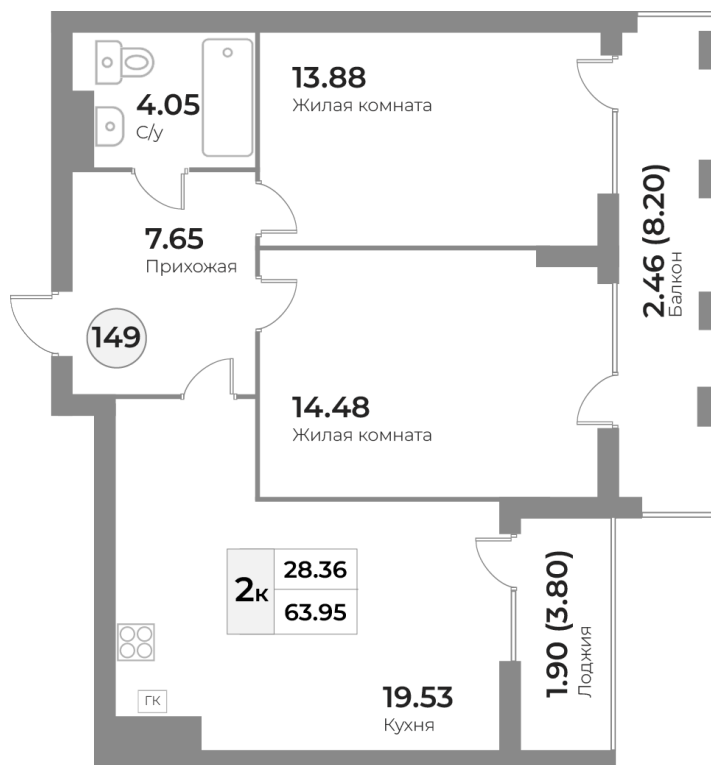 4.05
С/у
13.88
Жилая комната
7.65
Прихожая
2.46 (8.20)
Балкон
149
14.48
Жилая комната
2к
28.36
63.95
1.90 (3.80)
Лоджия
ГК
19.53
Кухня